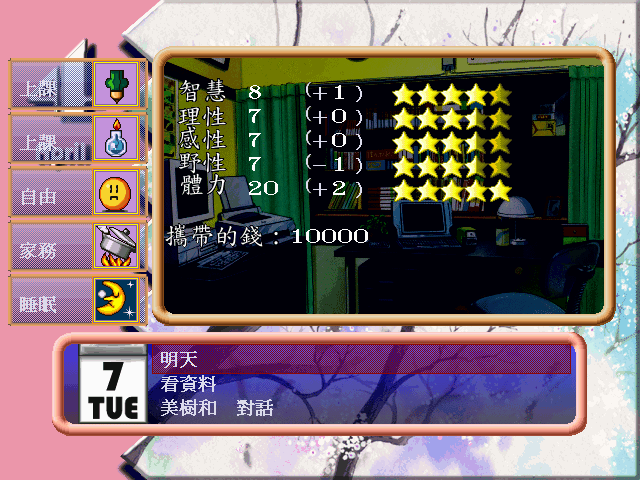 上課
上課
自由
家務
睡眠
智慧 8 (+1)
理性 7 (+0)
感性 7 (+0)
野性 7 (-1)
體力 20 (+2)
攜帶的錢：10000
7
TUE
明天
看資料
美樹和 對話